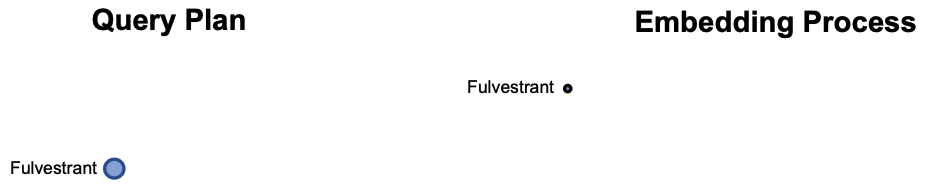 Query Plan
Embedding Process
Fulvestrant
Fulvestrant